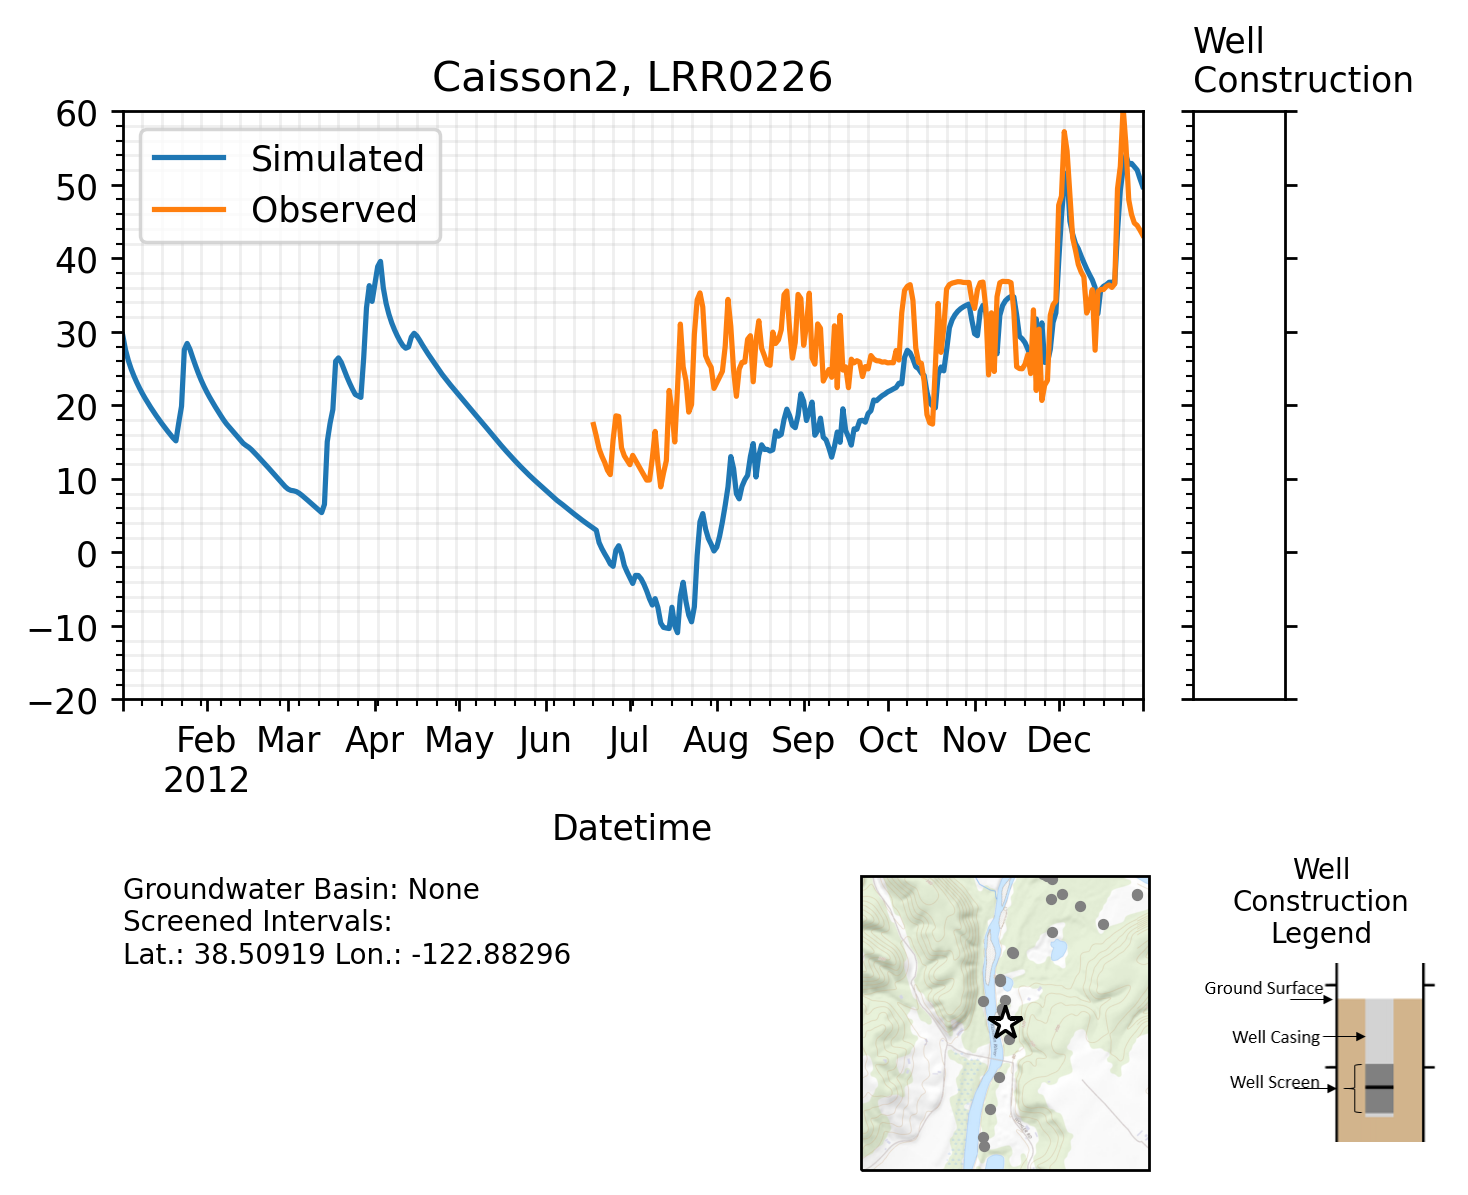 Caisson2, LRR0226
Well
Construction
60
50
40
30
20
10
0
−10
−20
Simulated
Observed
Feb Mar Apr May Jun Jul Aug Sep Oct Nov Dec
2012
Datetime
Groundwater Basin: None
Screened Intervals:
Lat.: 38.50919 Lon.: -122.88296
Well
Construction
Legend
Ground Surface
Well Casing
Well Screen